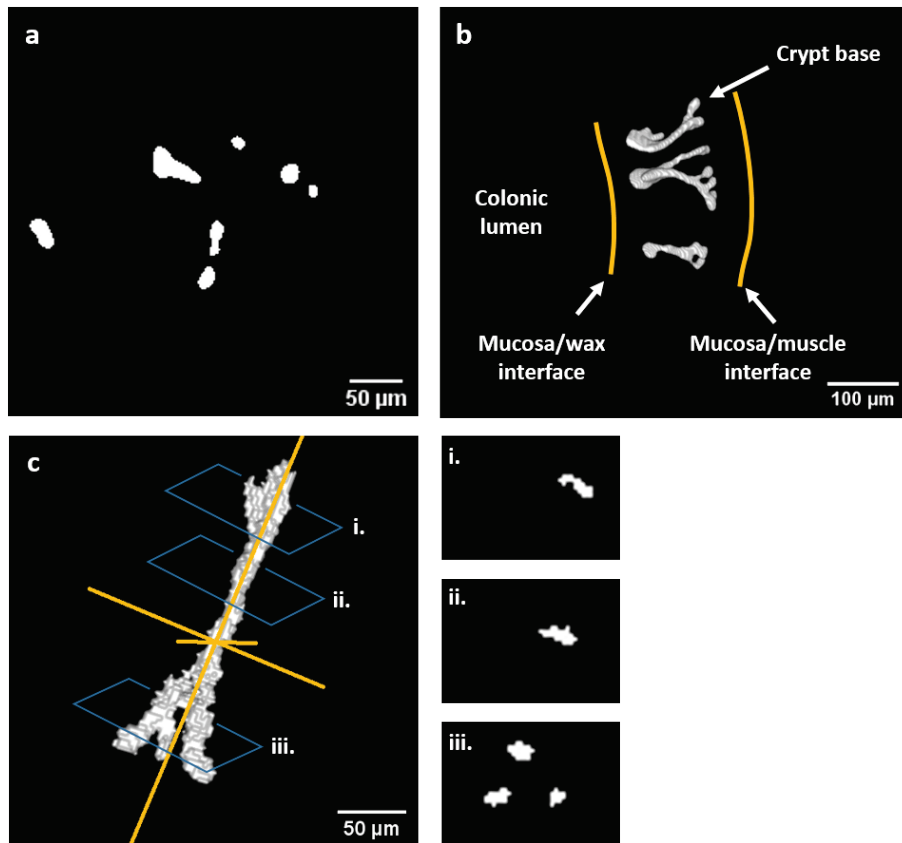 a
50 µm
b
Crypt base
Colonic
lumen
Mucosa/wax
interface
Mucosa/muscle
interface
100 µm
c
i.
ii.
iii.
50 µm
i.
ii.
iii.